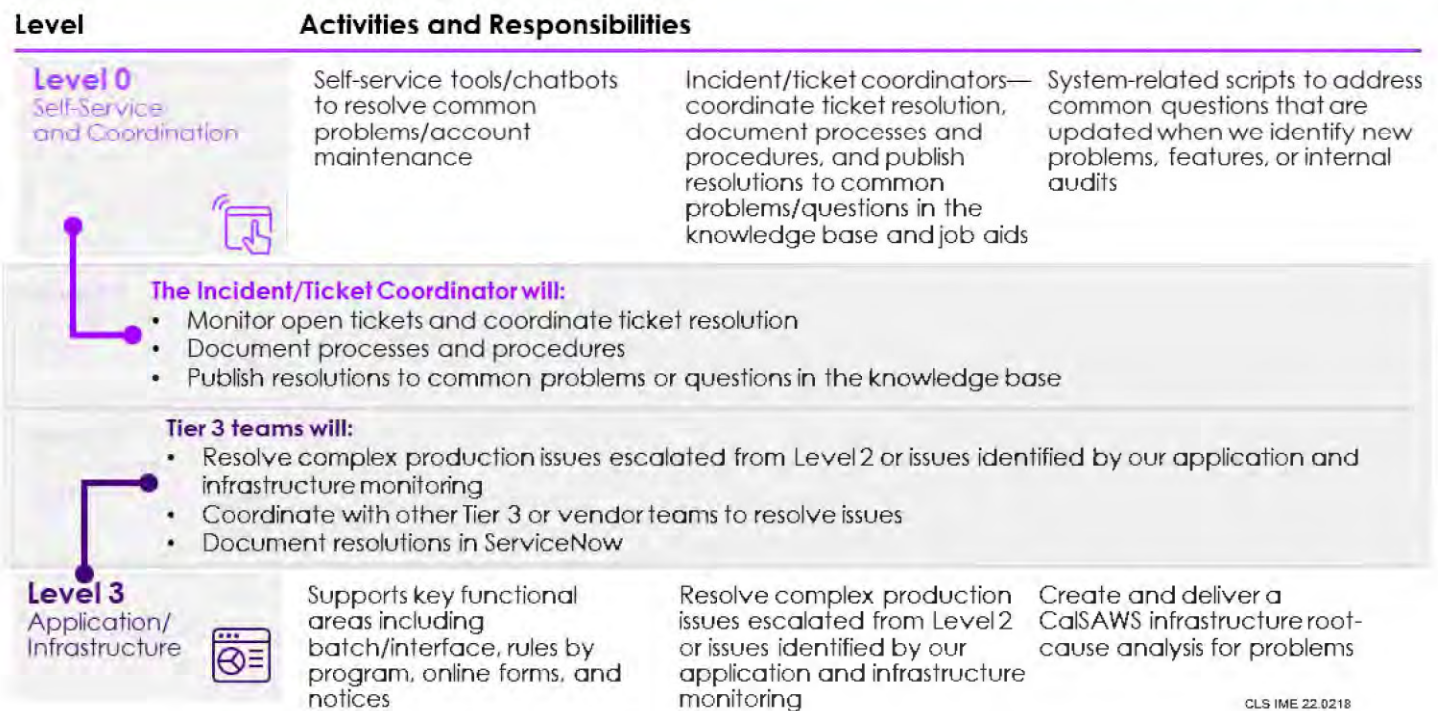 Level Activities and Responsibilities
Level 0
Self-Service
and Coordination
Self-service tools/chatbots
to resolve common
problems/account
maintenance
Incident/ticket coordinators—
coordinate ticket resolution,
document processes and
procedures, and publish
resolutions to common
problems/questions in the
knowledge base and job aids
System-related scripts to address
common questions that are
updated when we identify new
problems, features, or internal
audits
The Incident/Ticket Coordinator will:
• Monitor open tickets and coordinate ticket resolution
• Document processes and procedures
• Publish resolutions to common problems or questions in the knowledge base
Tier 3 teams will:
• Resolve complex production issues escalated from Level 2 or issues identified by our application and
infrastructure monitoring
• Coordinate with other Tier 3 or vendor teams to resolve issues
• Document resolutions in ServiceNow
Level 3
Application/
Infrastructure
Supports key functional
areas including
batch/interface, rules by
program, online forms, and
notices
Resolve complex production
issues escalated from Level 2
or issues identified by our
application and infrastructure
monitoring
Create and deliver a
CalSAWS infrastructure root-
cause analysis for problems
CLS IME 22.0218